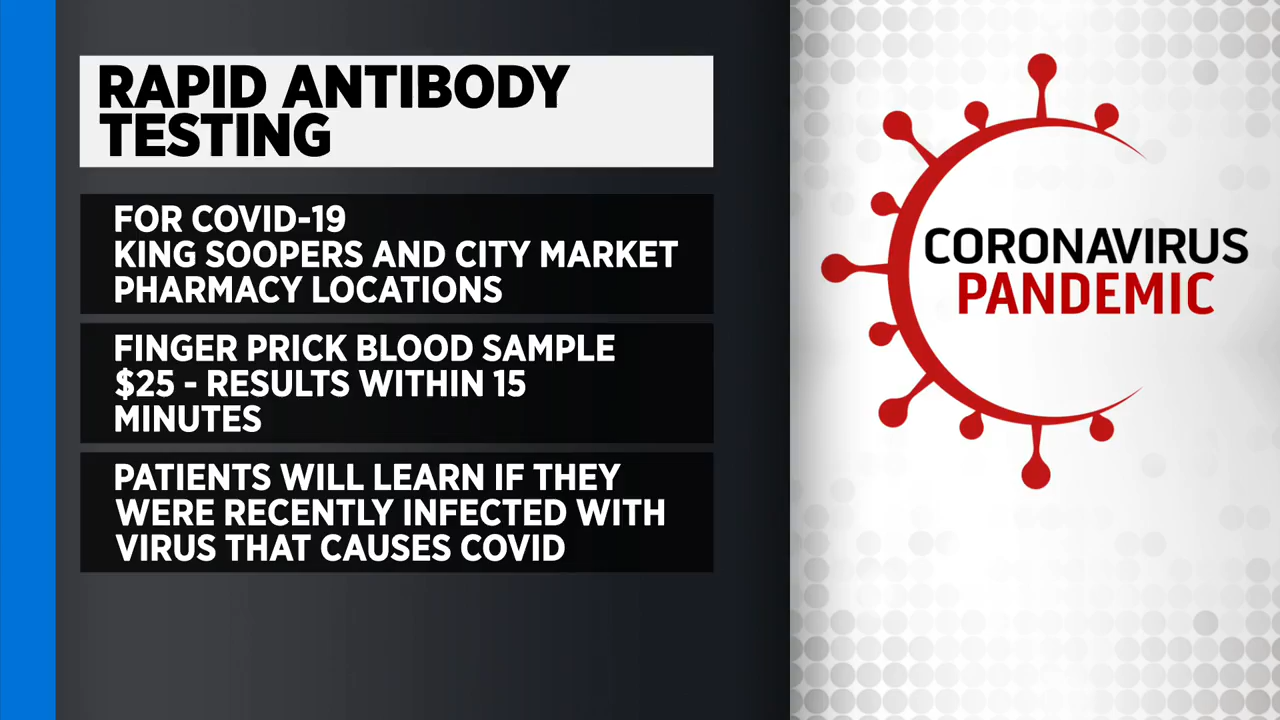 RAPID ANTIBODY
TESTING
FOR COVID-19
KING SOOPERS AND CITY MARKET
PHARMACY LOCATIONS
FINGER PRICK BLOOD SAMPLE
$25 - RESULTS WITHIN 15
MINUTES
PATIENTS WILL LEARN IF THEY
WERE RECENTLY INFECTED WITH
VIRUS THAT CAUSES COVID
CORONAVIRUS
PANDEMIC